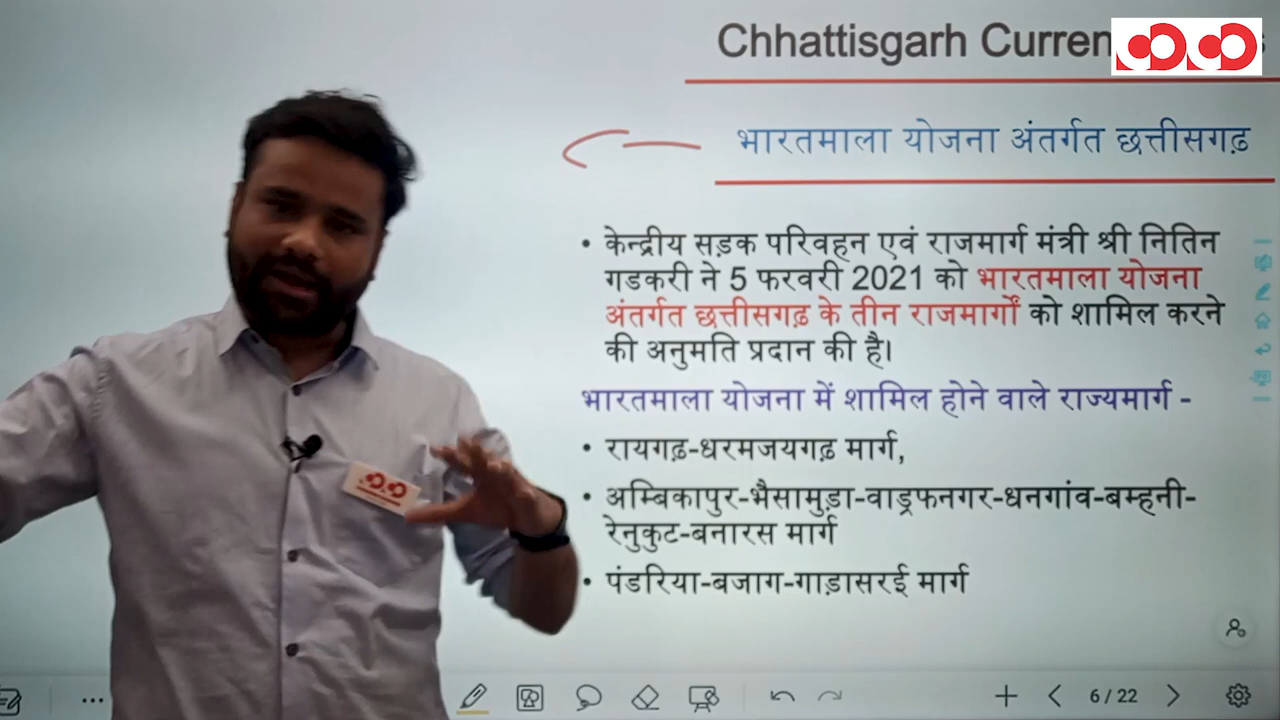 Chhattisgarh Curren
भारतमाला योजना अंतर्गत छत्तीसगढ़
• केन्द्रीय सड़क परिवहन एवं राजमार्ग मंत्री श्री नितिन
गडकरी ने 5 फरवरी 2021 को भारतमाला योजना
अंतर्गत छत्तीसगढ़ के तीन राजमार्गों को शामिल करने
की अनुमति प्रदान की है।
भारतमाला योजना में शामिल होने वाले राज्यमार्ग -
• रायगढ़-धरमजयगढ़ मार्ग,
• अम्बिकापुर-भैसामुड़ा-वाड्रफनगर-धनगांव-बम्हनी-
रेनुकुट-बनारस मार्ग
• पंडरिया-बजाग-गाड़ासरई मार्ग
6 / 22